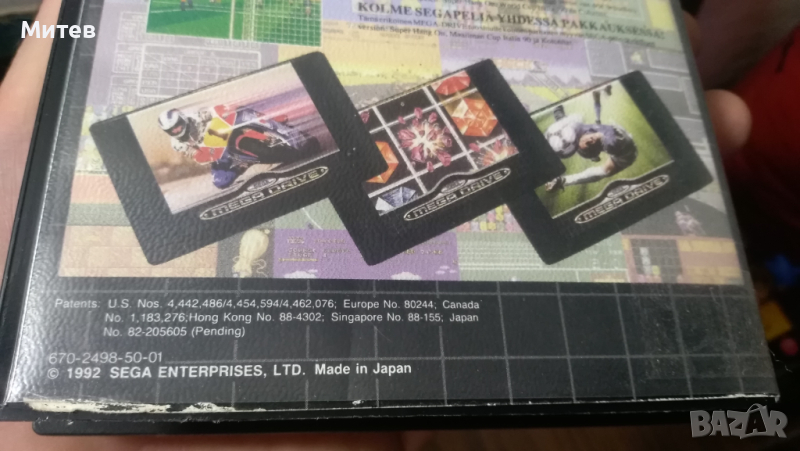 Митев
KOLME SEGAPELIÄ YHDESSÄ PAKKAUKSESSA!
MEGA DRIVE
MEGA DRIVE
MEGA DRIVE
Patents: U.S. Nos. 4,442,486/4,454,594/4,462,076; Europe No. 80244; Canada
No. 1,183,276;Hong Kong No. 88-4302; Singapore No. 88-155; Japan
No. 82-205605 (Pending)
670-2498-50-01
© 1992 SEGA ENTERPRISES, LTD. Made in Japan
BAZAR